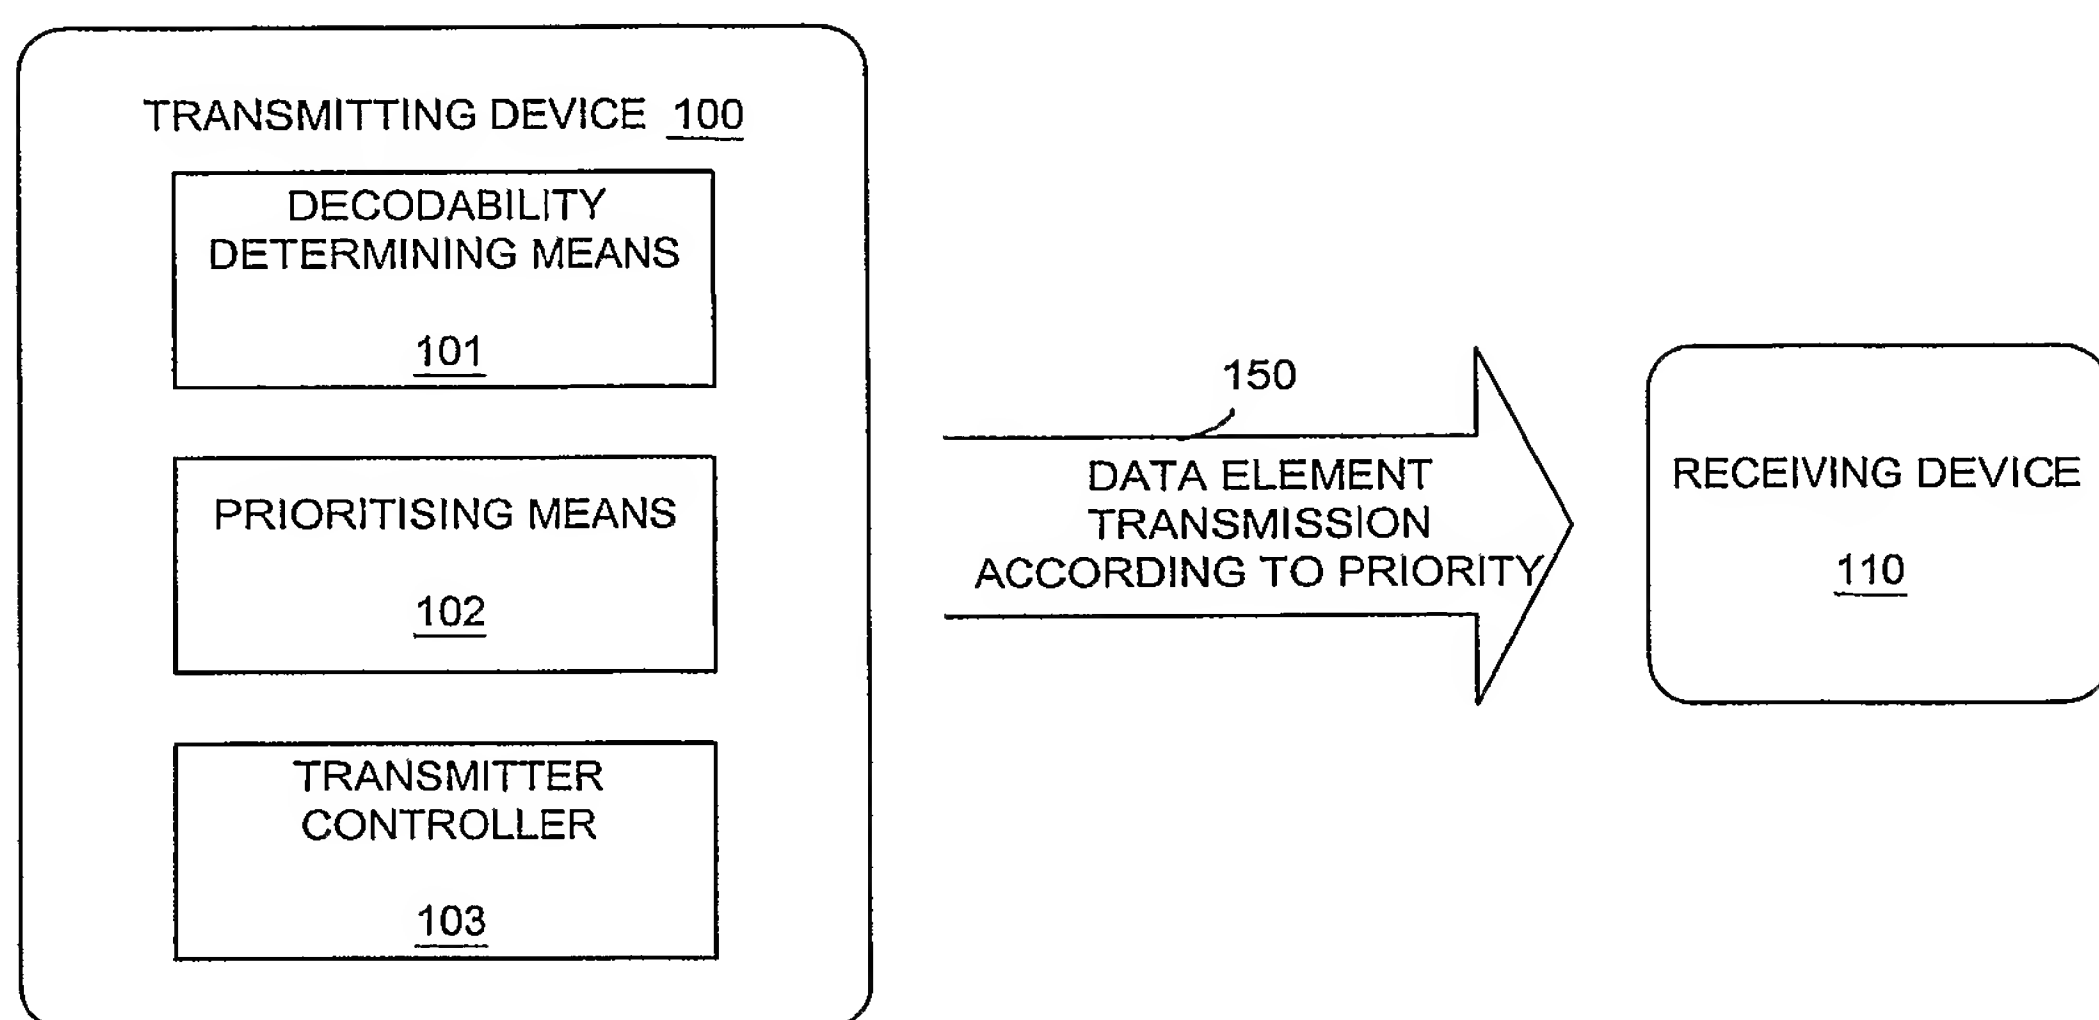 TRANSMITTING DEVICE 100
DECODABILITY
DETERMINING MEANS
101
PRIORITISING MEANS
102
TRANSMITTER
CONTROLLER
103
150
DATA ELEMENT
TRANSMISSION
ACCORDING TO PRIORITY
RECEIVING DEVICE
110